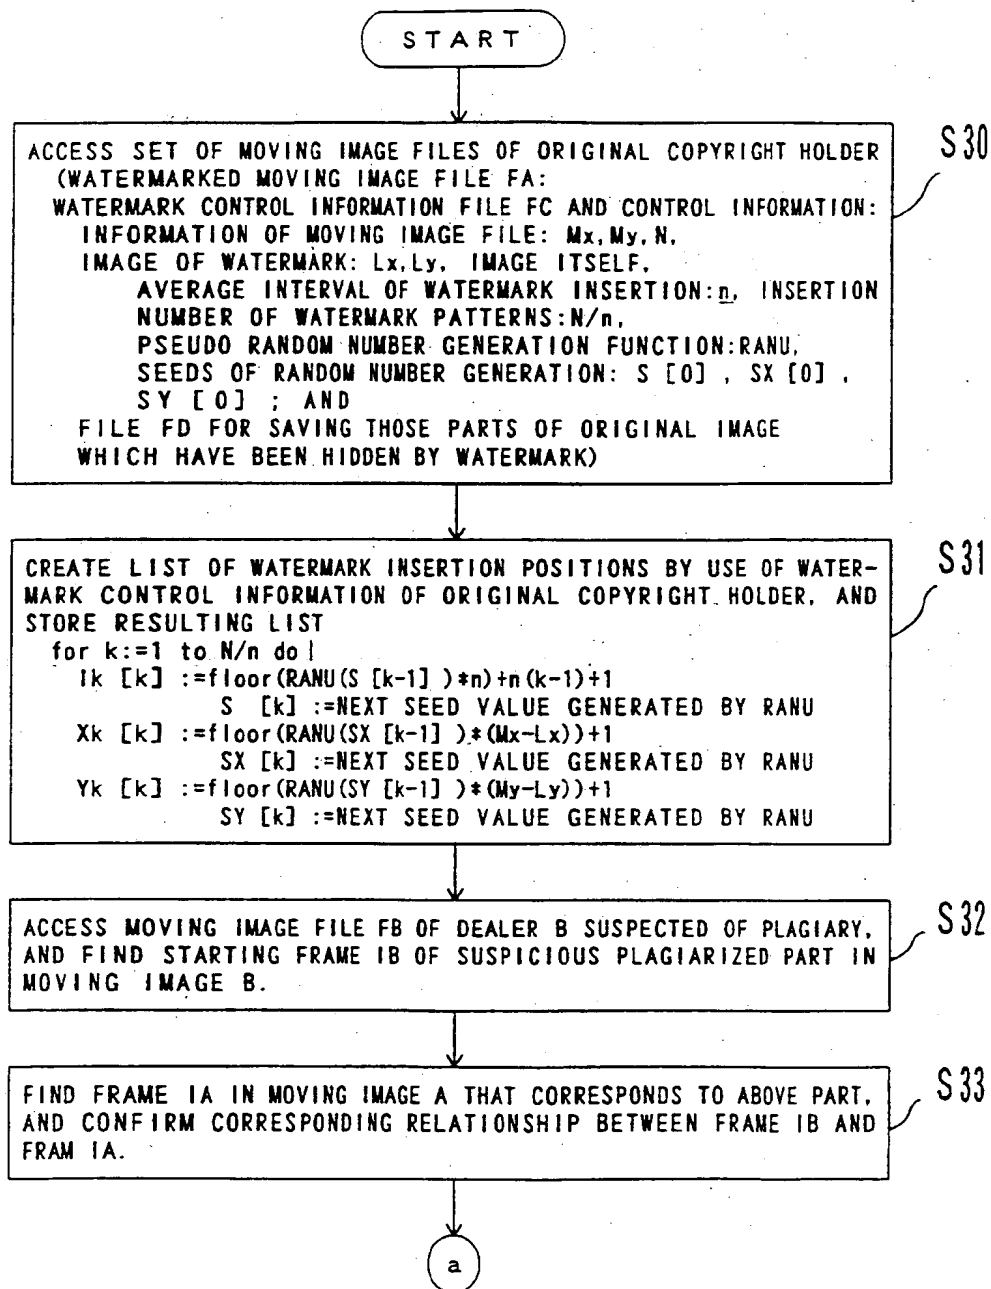 START
S30
ACCESS SET OF MOVING IMAGE FILES OF ORIGINAL COPYRIGHT HOLDER
(WATERMARKED MOVING IMAGE FILE FA:
WATERMARK CONTROL INFORMATION FILE FC AND CONTROL INFORMATION:
INFORMATION OF MOVING IMAGE FILE: Mx,My,N,
IMAGE OF WATERMARK: Lx,Ly, IMAGE ITSELF,
AVERAGE INTERVAL OF WATERMARK INSERTION:n, INSERTION
NUMBER OF WATERMARK PATTERNS:N/n,
PSEUDO RANDOM NUMBER GENERATION FUNCTION:RANU,
SEEDS OF RANDOM NUMBER GENERATION: S [0] , SX [0] ,
SY [0] ; AND
FILE FD FOR SAVING THOSE PARTS OF ORIGINAL IMAGE
WHICH HAVE BEEN HIDDEN BY WATERMARK)
S31
CREATE LIST OF WATERMARK INSERTION POSITIONS BY USE OF WATER-
MARK CONTROL INFORMATION OF ORIGINAL COPYRIGHT HOLDER, AND
STORE RESULTING LIST
for k:=1 to N/n do |
Ik [k] :=floor(RANU(S [k-1] )*n)+n(k-1)+1
S [k] :=NEXT SEED VALUE GENERATED BY RANU
Xk [k] :=floor(RANU(SX [k-1] )*(Mx-Lx))+1
SX [k] :=NEXT SEED VALUE GENERATED BY RANU
Yk [k] :=floor(RANU(SY [k-1] )*(My-Ly))+1
SY [k] :=NEXT SEED VALUE GENERATED BY RANU
S32
ACCESS MOVING IMAGE FILE FB OF DEALER B SUSPECTED OF PLAGIARY,
AND FIND STARTING FRAME IB OF SUSPICIOUS PLAGIARIZED PART IN
MOVING IMAGE B.
S33
FIND FRAME IA IN MOVING IMAGE A THAT CORRESPONDS TO ABOVE PART,
AND CONFIRM CORRESPONDING RELATIONSHIP BETWEEN FRAME IB AND
FRAM IA.
a